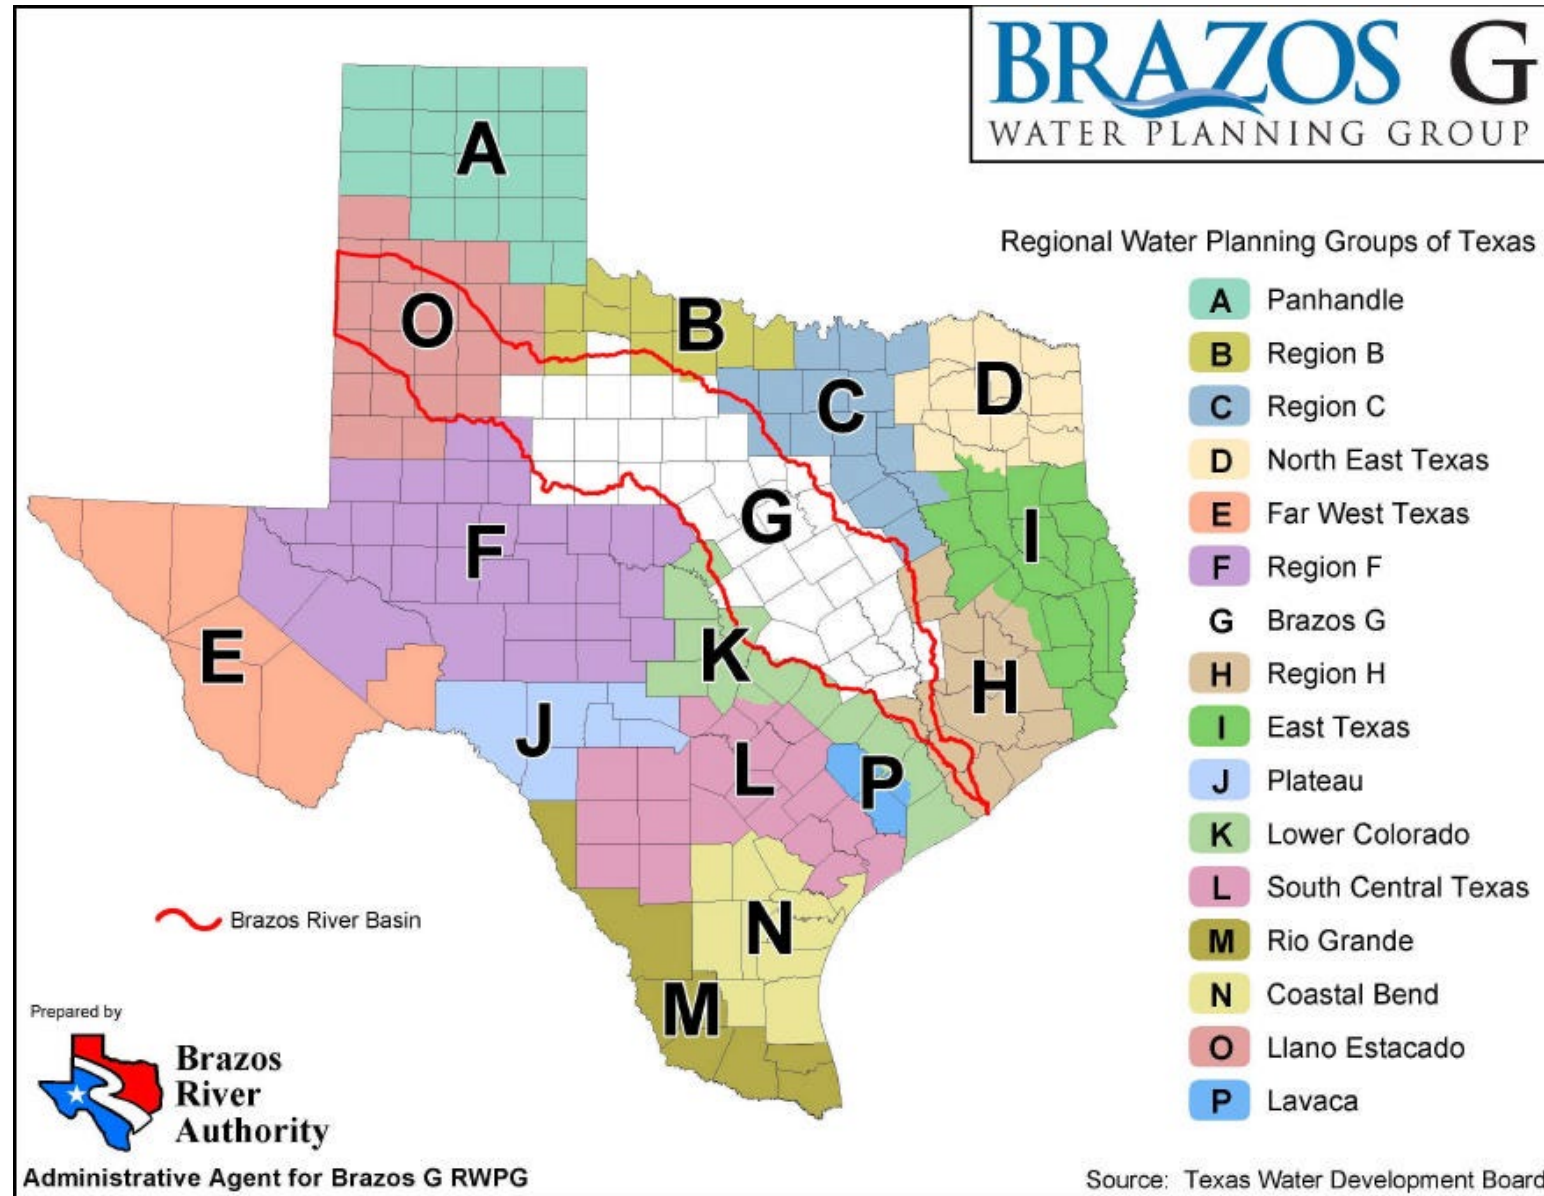 BRAZOS G
WATER PLANNING GROUP
Regional Water Planning Groups of Texas
A Panhandle
B Region B
C Region C
D North East Texas
E Far West Texas
F Region F
G Brazos G
H Region H
I East Texas
J Plateau
K Lower Colorado
L South Central Texas
M Rio Grande
N Coastal Bend
O Llano Estacado
P Lavaca
A
O
B
C
D
G
I
F
E
K
H
J
L
P
N
M
Brazos River Basin
Prepared by
Brazos
River
Authority
Administrative Agent for Brazos G RWPG
Source: Texas Water Development Board